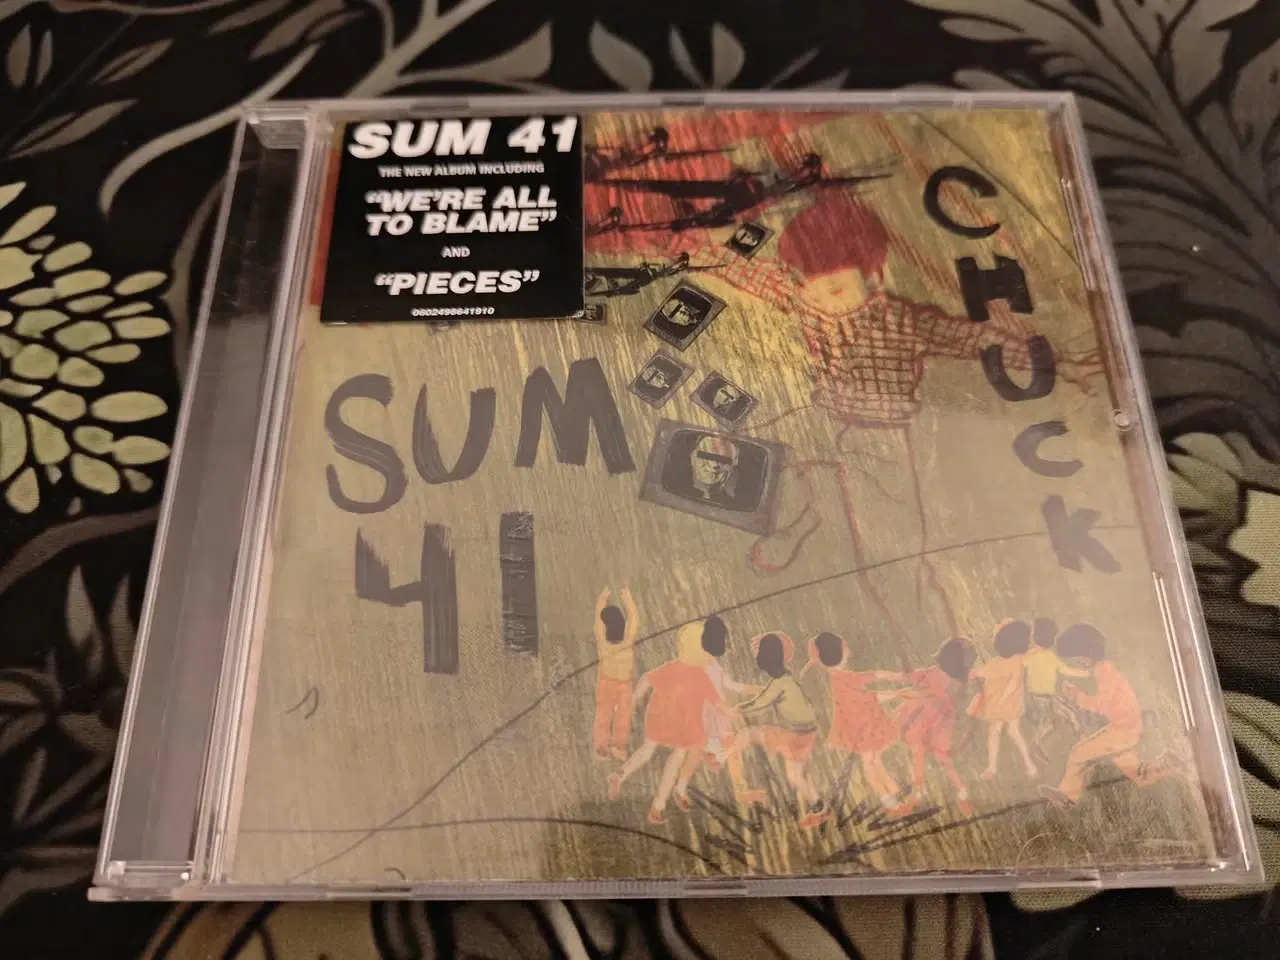 SUM 41
THE NEW ALBUM INCLUDING
"WE'RE ALL
TO BLAME"
AND
"PIECES"
0602498641910
SUM
41
CHUCK